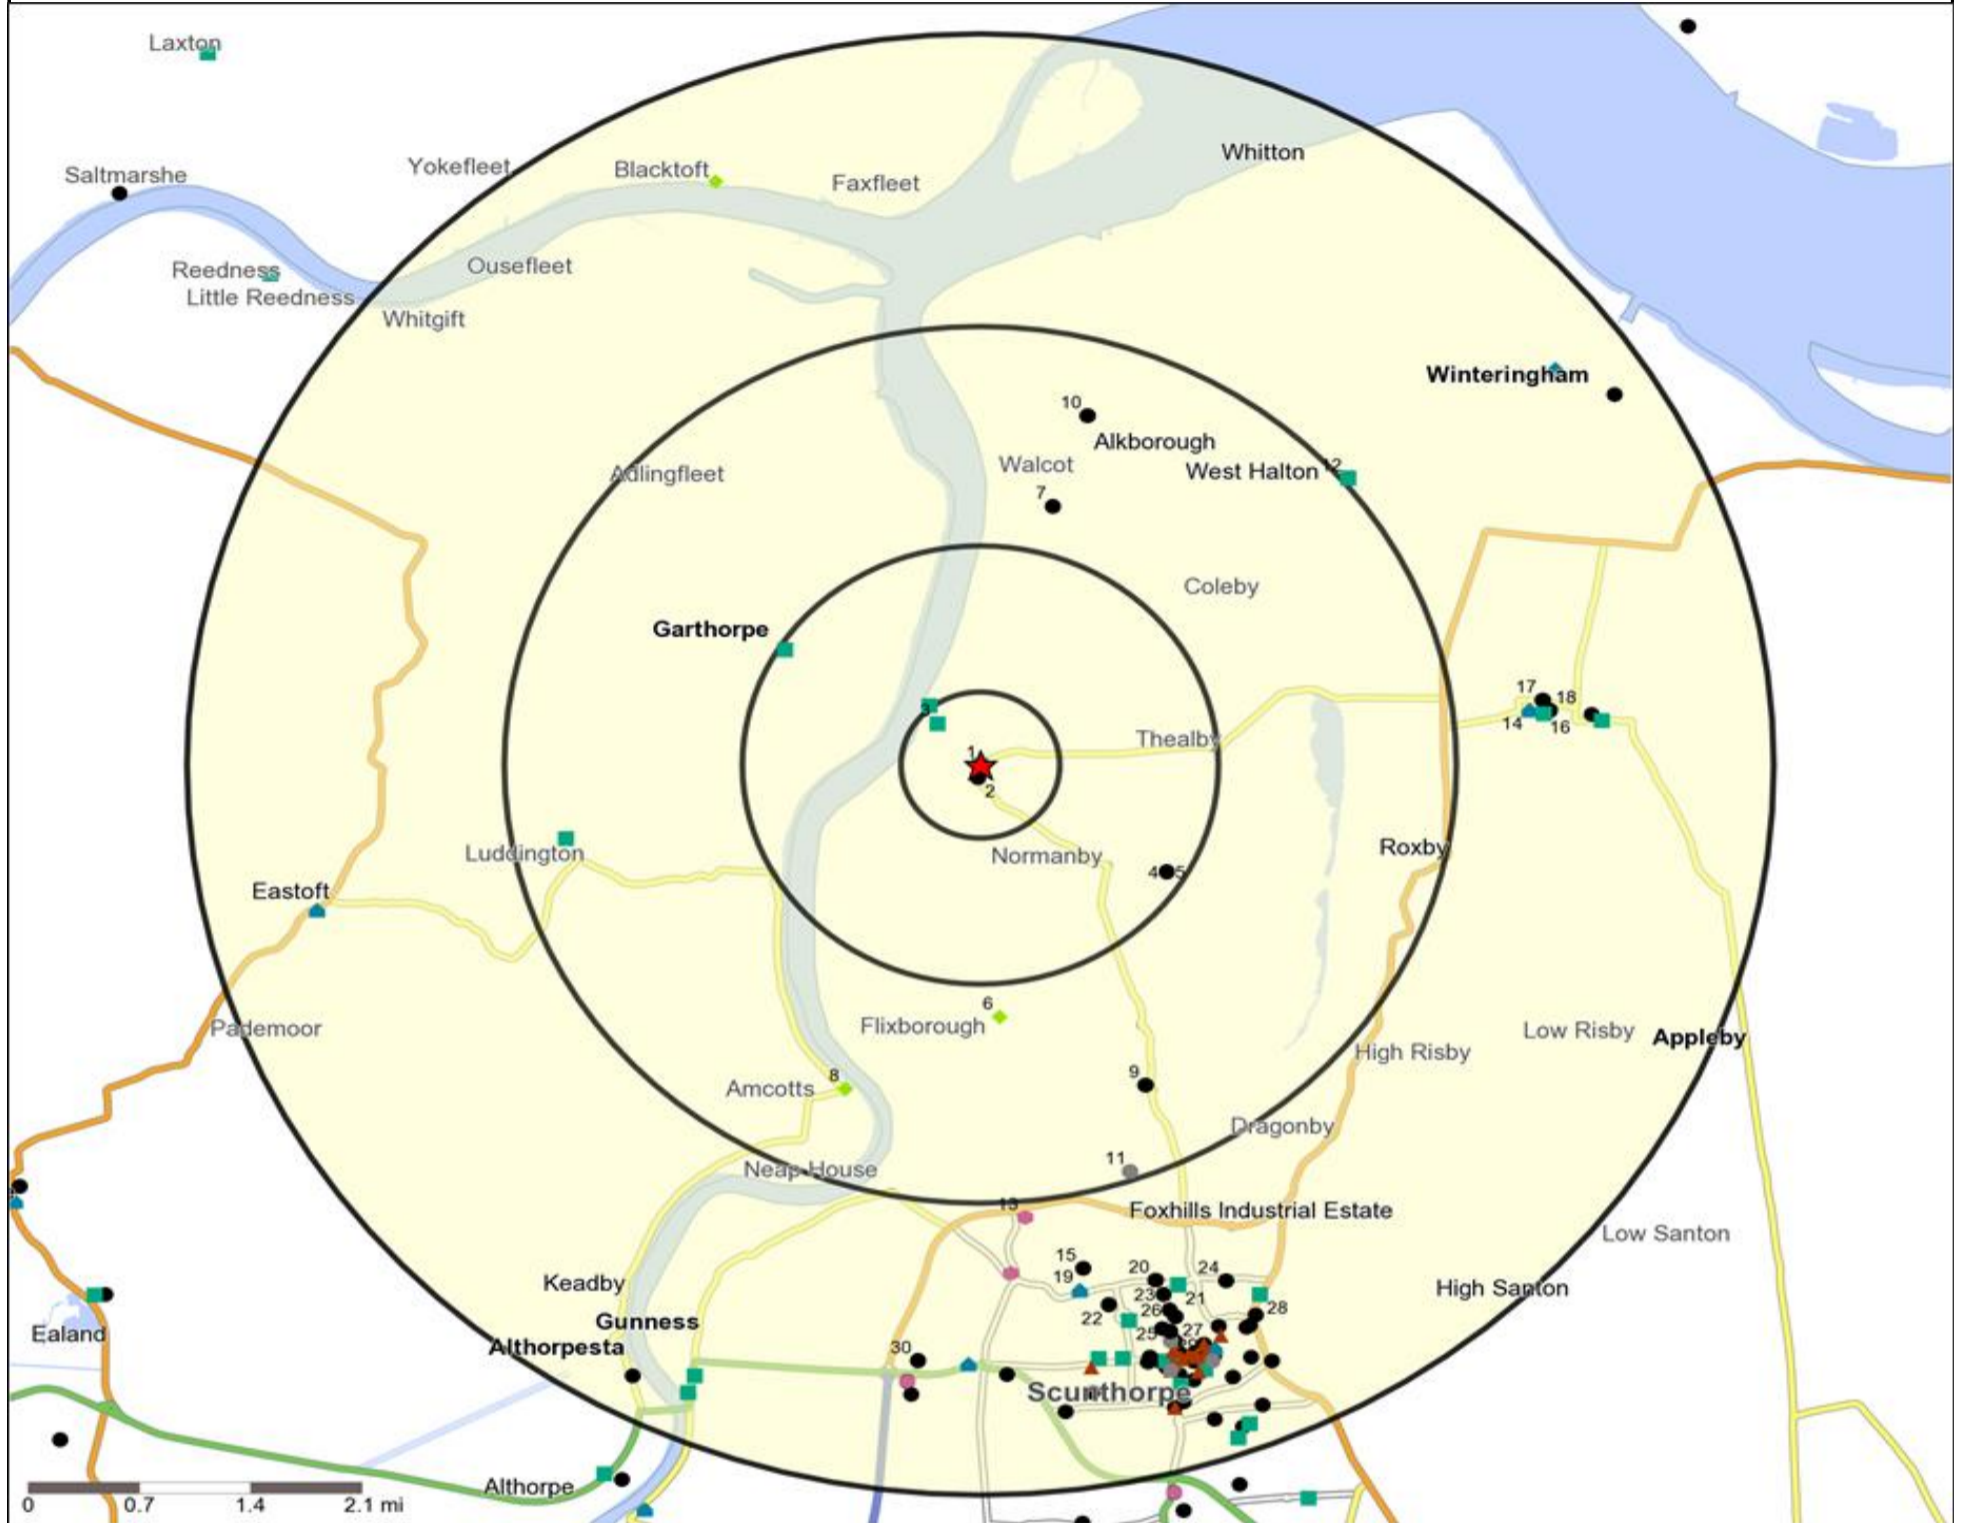 Laxton
Whitton
Yokefleet
Blacktoft
Saltmarshe
Faxfleet
Ousefleet
Reedness
Little Reedness
Whitgift
Winteringham
10
Alkborough
Walcot
West Halton
12
Adlingfleet
7
Coleby
Garthorpe
17
18
3
14
16
Thealby
1
2
Luddington
Normanby
Roxby
4
5
Eastoft
6
Flixborough
Pademoor
Low Risby
Appleby
High Risby
9
8
Amcotts
Dragonby
11
Neap House
13
Foxhills Industrial Estate
Low Santon
15
20
24
19
Keadby
High Santon
23
21
26
28
22
Gunness
25
27
Ealand
Althorpesta
30
Scunthorpe
Althorpe
0
0.7
1.4
2.1 mi